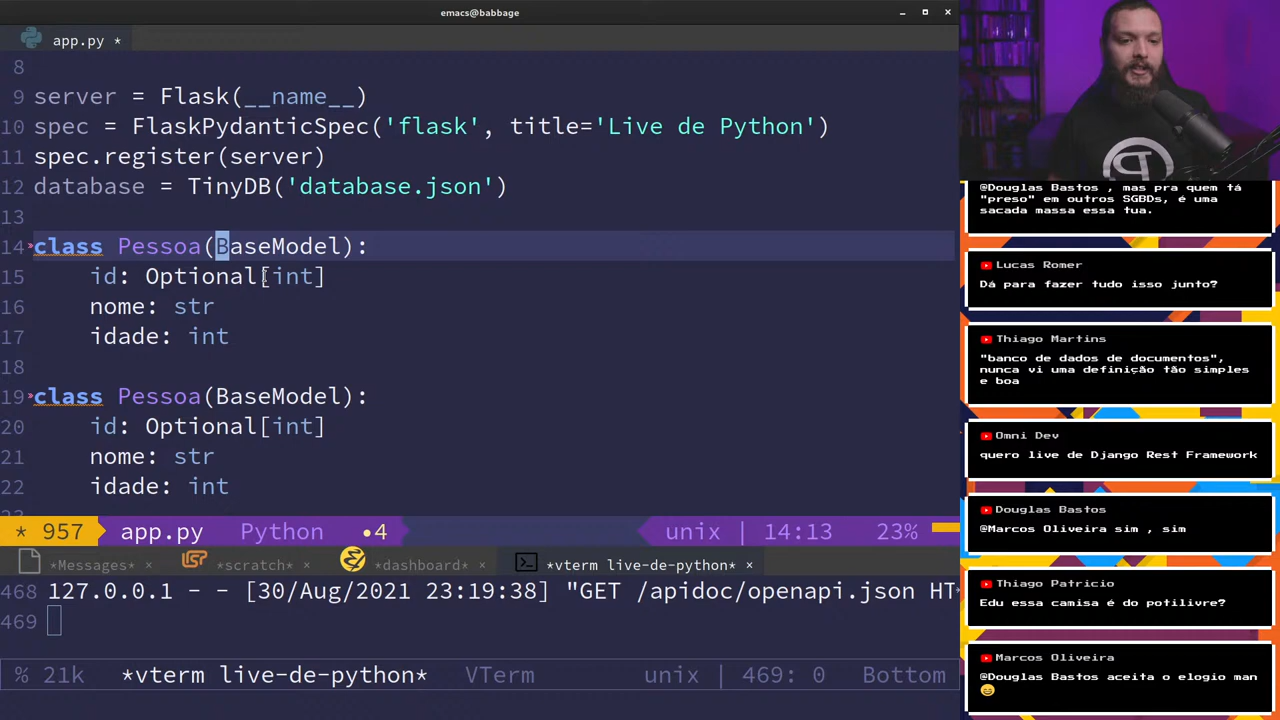 emacs@babbage
app.py *
8
9 server = Flask(__name__)
10 spec = FlaskPydanticSpec('flask', title='Live de Python')
11 spec.register(server)
12 database = TinyDB('database.json')
13
14 class Pessoa(BaseModel):
15 id: Optional[int]
16 nome: str
17 idade: int
18
19 class Pessoa(BaseModel):
20 id: Optional[int]
21 nome: str
22 idade: int
* 957 app.py Python •4 unix | 14:13 23%
*Messages* × *scratch* × *dashboard* × *vterm live-de-python* ×
468 127.0.0.1 - - [30/Aug/2021 23:19:38] "GET /apidoc/openapi.json HT
469
% 21k *vterm live-de-python* VTerm unix | 469: 0 Bottom
@Douglas Bastos , mas pra quem tá
"preso" em outros SGBDs, é uma
sacada massa essa tua.
Lucas Romer
Dá para fazer tudo isso junto?
Thiago Martins
"banco de dados de documentos",
nunca vi uma definição tão simples
e boa
Omni Dev
quero live de Django Rest Framework
Douglas Bastos
@Marcos Oliveira sim , sim
Thiago Patricio
Edu essa camisa é do potilivre?
Marcos Oliveira
@Douglas Bastos aceita o elogio man
😄